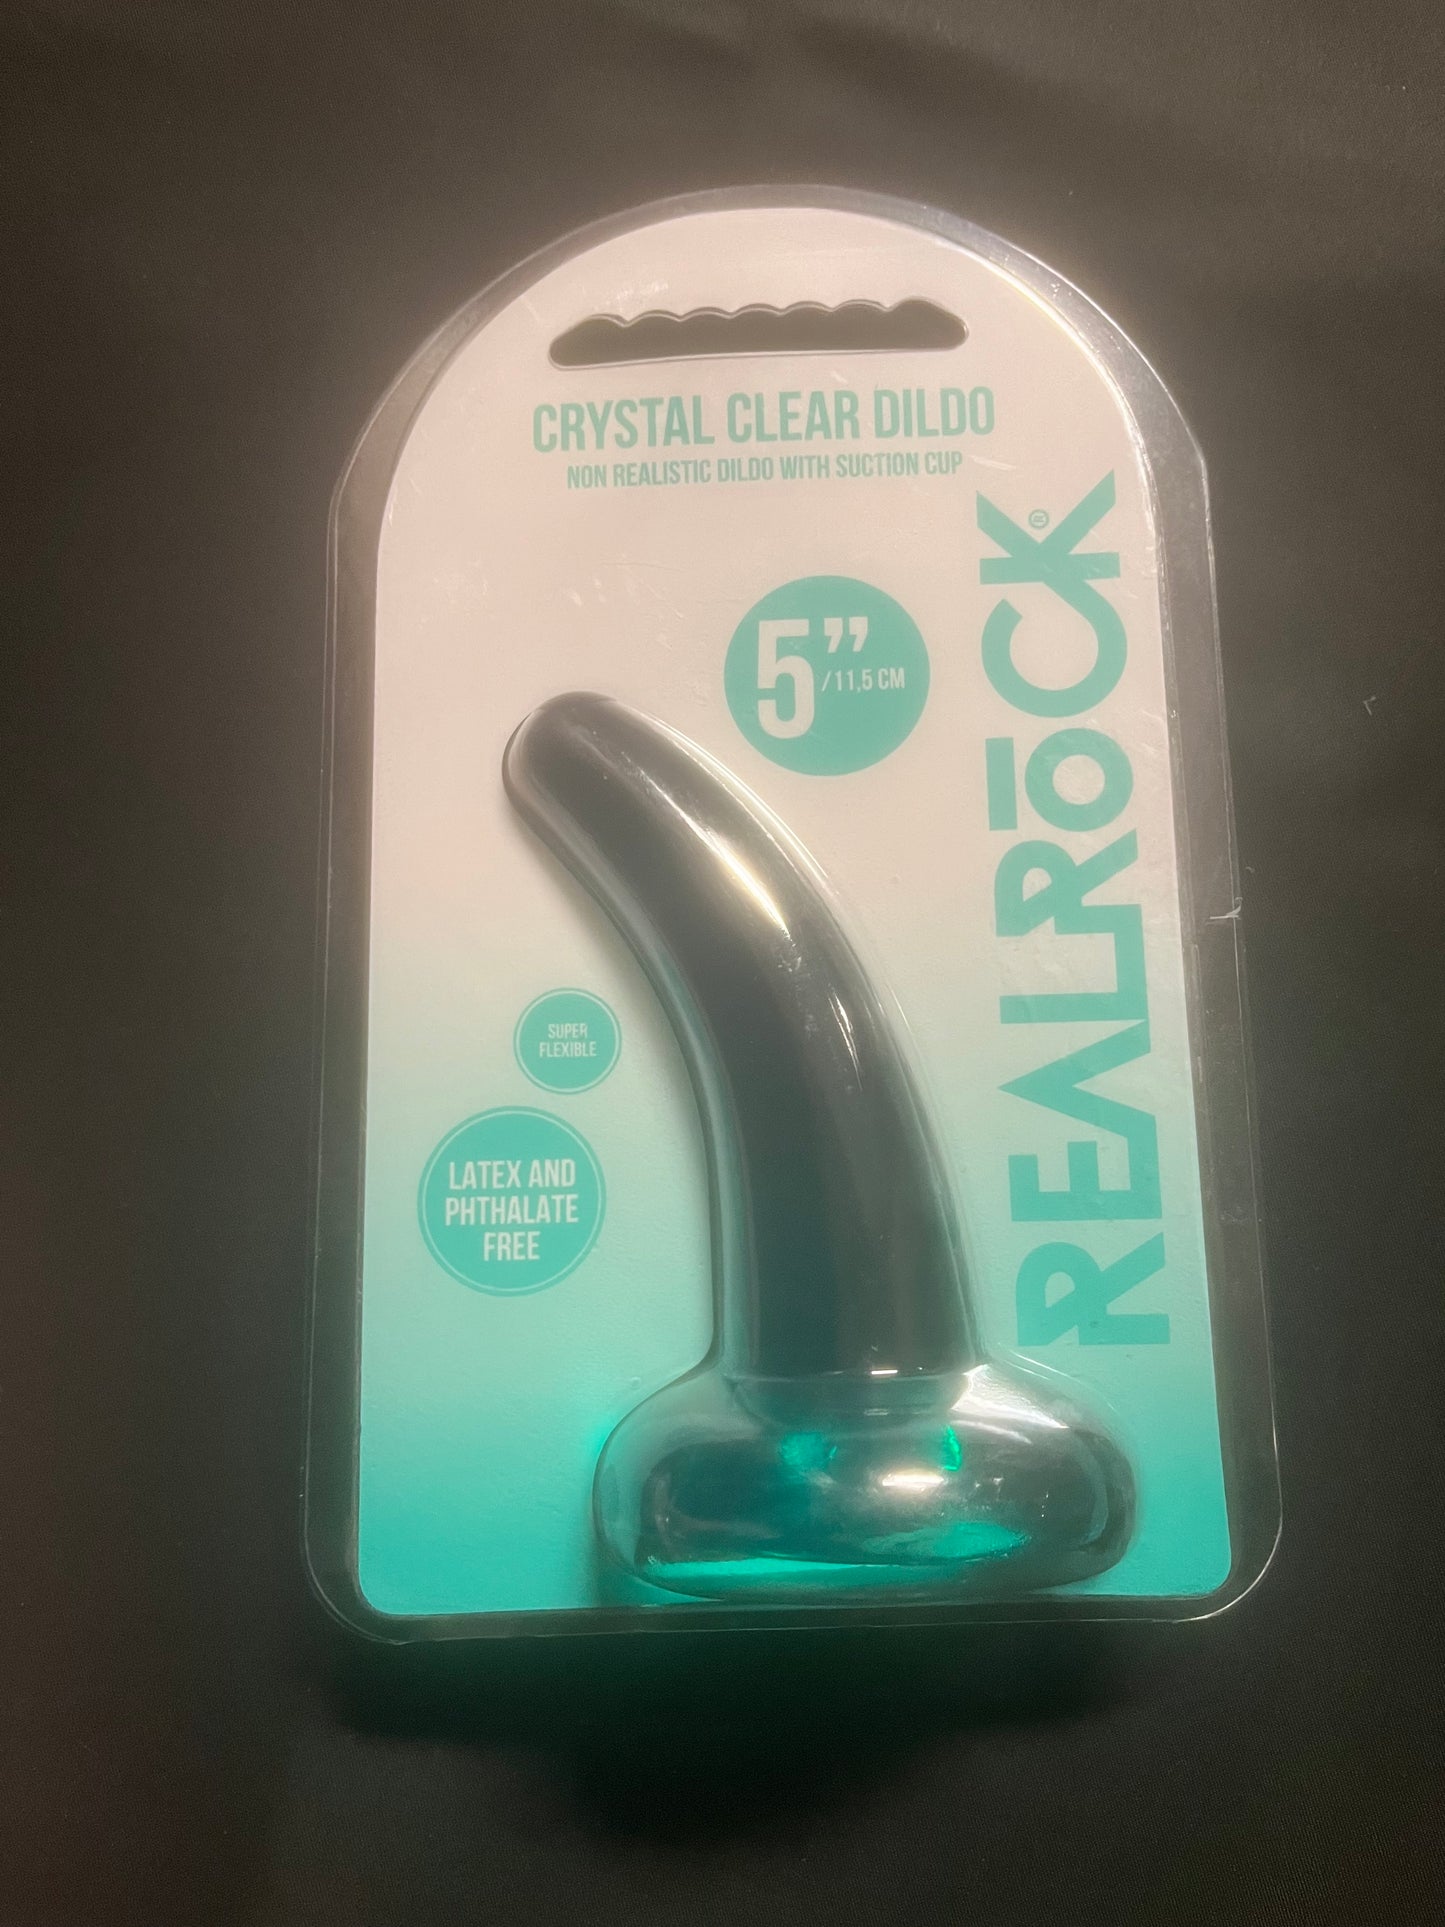 CRYSTAL CLEAR DILDO
NON REALISTIC DILDO WITH SUCTION CUP
5”
/11,5 CM
REALROCK®
SUPER
FLEXIBLE
LATEX AND
PHTHALATE
FREE